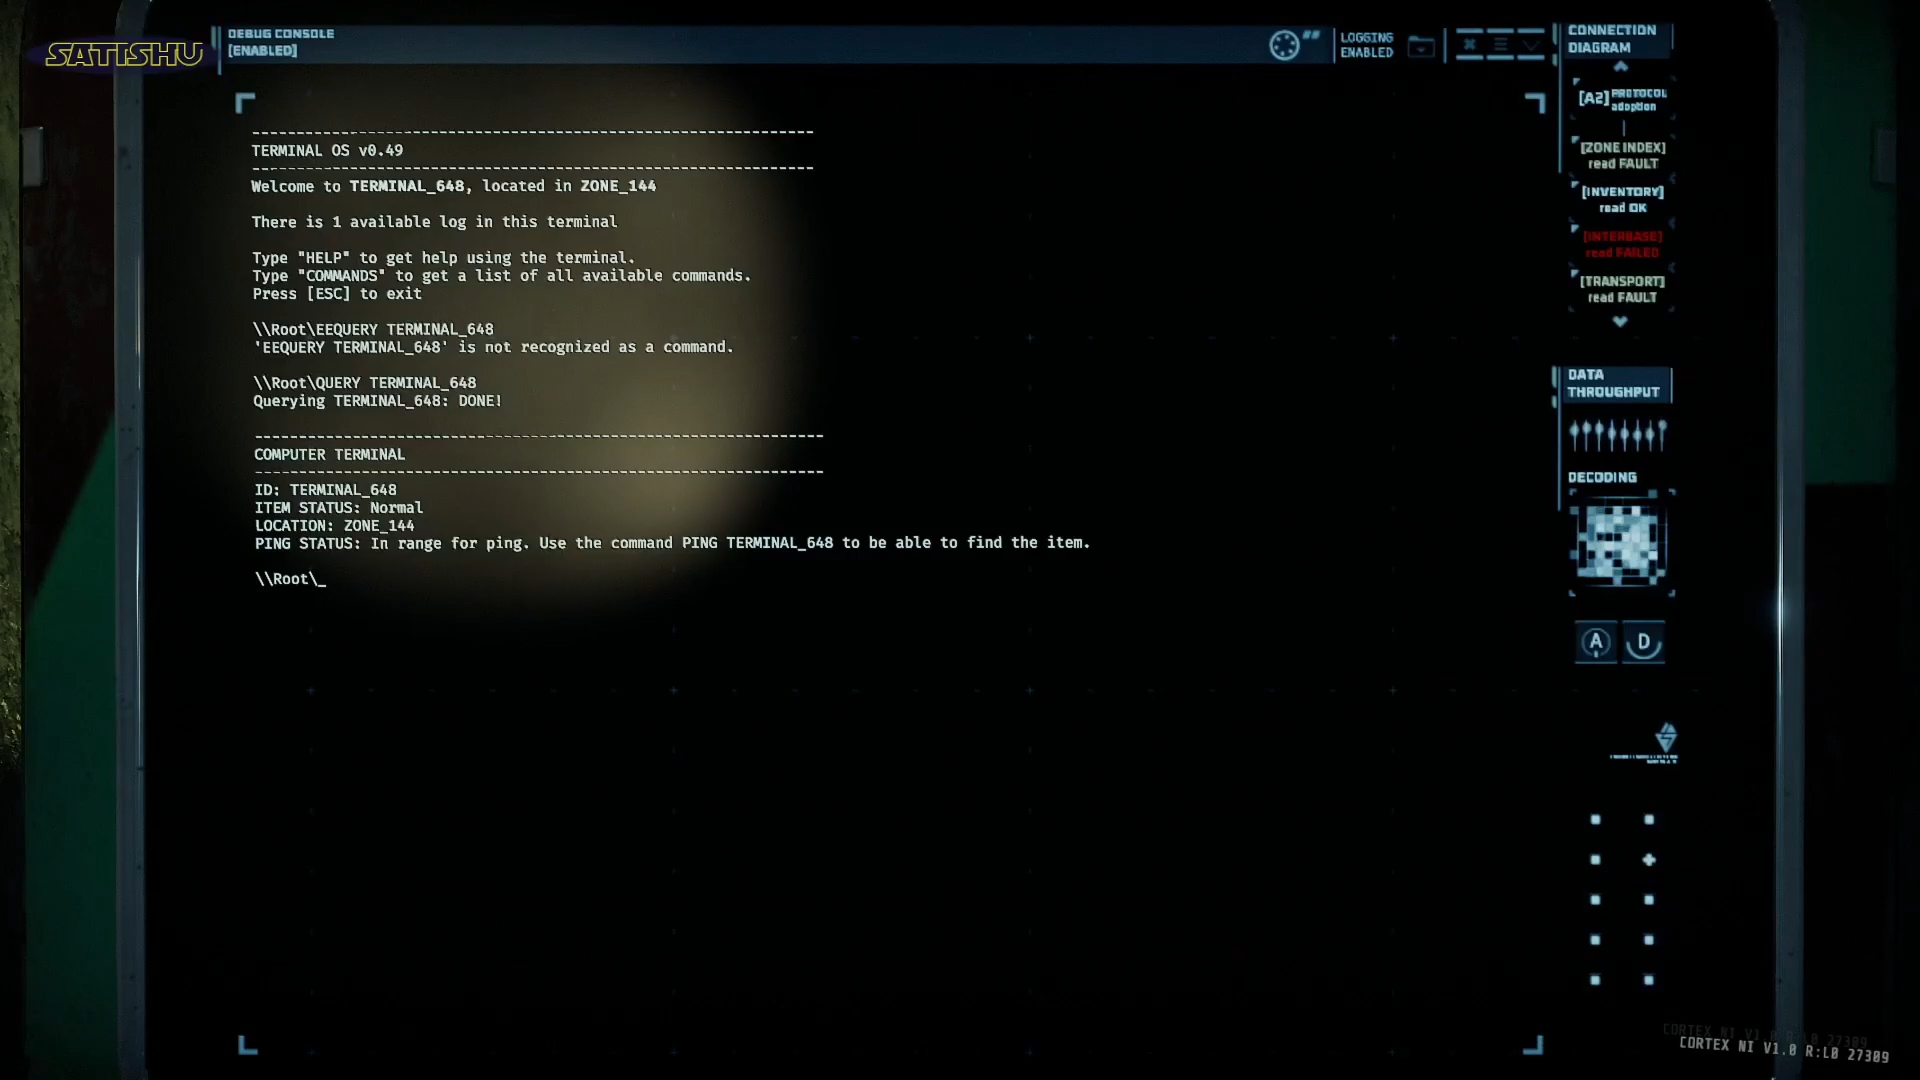 SATISHU
DEBUG CONSOLE
[ENABLED]
LOGGING
ENABLED
------------------------------------------------------------
TERMINAL OS v0.49
------------------------------------------------------------
Welcome to TERMINAL_648, located in ZONE_144
There is 1 available log in this terminal
Type "HELP" to get help using the terminal.
Type "COMMANDS" to get a list of all available commands.
Press [ESC] to exit
\\Root\EEQUERY TERMINAL_648
'EEQUERY TERMINAL_648' is not recognized as a command.
\\Root\QUERY TERMINAL_648
Querying TERMINAL_648: DONE!
------------------------------------------------------------
COMPUTER TERMINAL
------------------------------------------------------------
ID: TERMINAL_648
ITEM STATUS: Normal
LOCATION: ZONE_144
PING STATUS: In range for ping. Use the command PING TERMINAL_648 to be able to find the item.
\\Root\_
CONNECTION
DIAGRAM
[A2] PROTOCOL
adoption
[ZONE INDEX]
read FAULT
[INVENTORY]
read OK
[INTERBASE]
read FAILED
[TRANSPORT]
read FAULT
DATA
THROUGHPUT
DECODING
A D
CORTEX NI V1.0 R:L0 27309